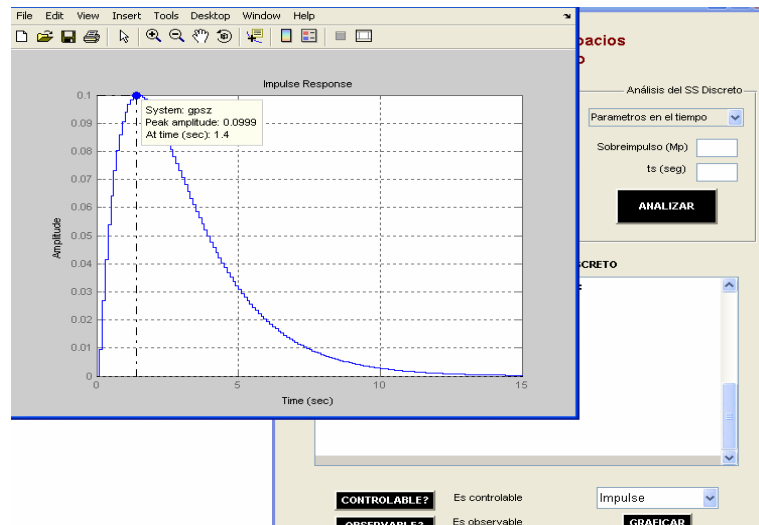 File Edit View Insert Tools Desktop Window Help
Impulse Response
System: gpsz
Peak amplitude: 0.0999
At time (sec): 1.4
0.1
0.09
0.08
0.07
0.06
0.05
0.04
0.03
0.02
0.01
0
Amplitude
0 5 10 15
Time (sec)
pacios
Análisis del SS Discreto
Parametros en el tiempo
Sobreimpulso (Mp)
ts (seg)
ANALIZAR
SCRETO
CONTROLABLE? Es controlable Impulse
OBSERVABLE? Es observable GRAFICAR